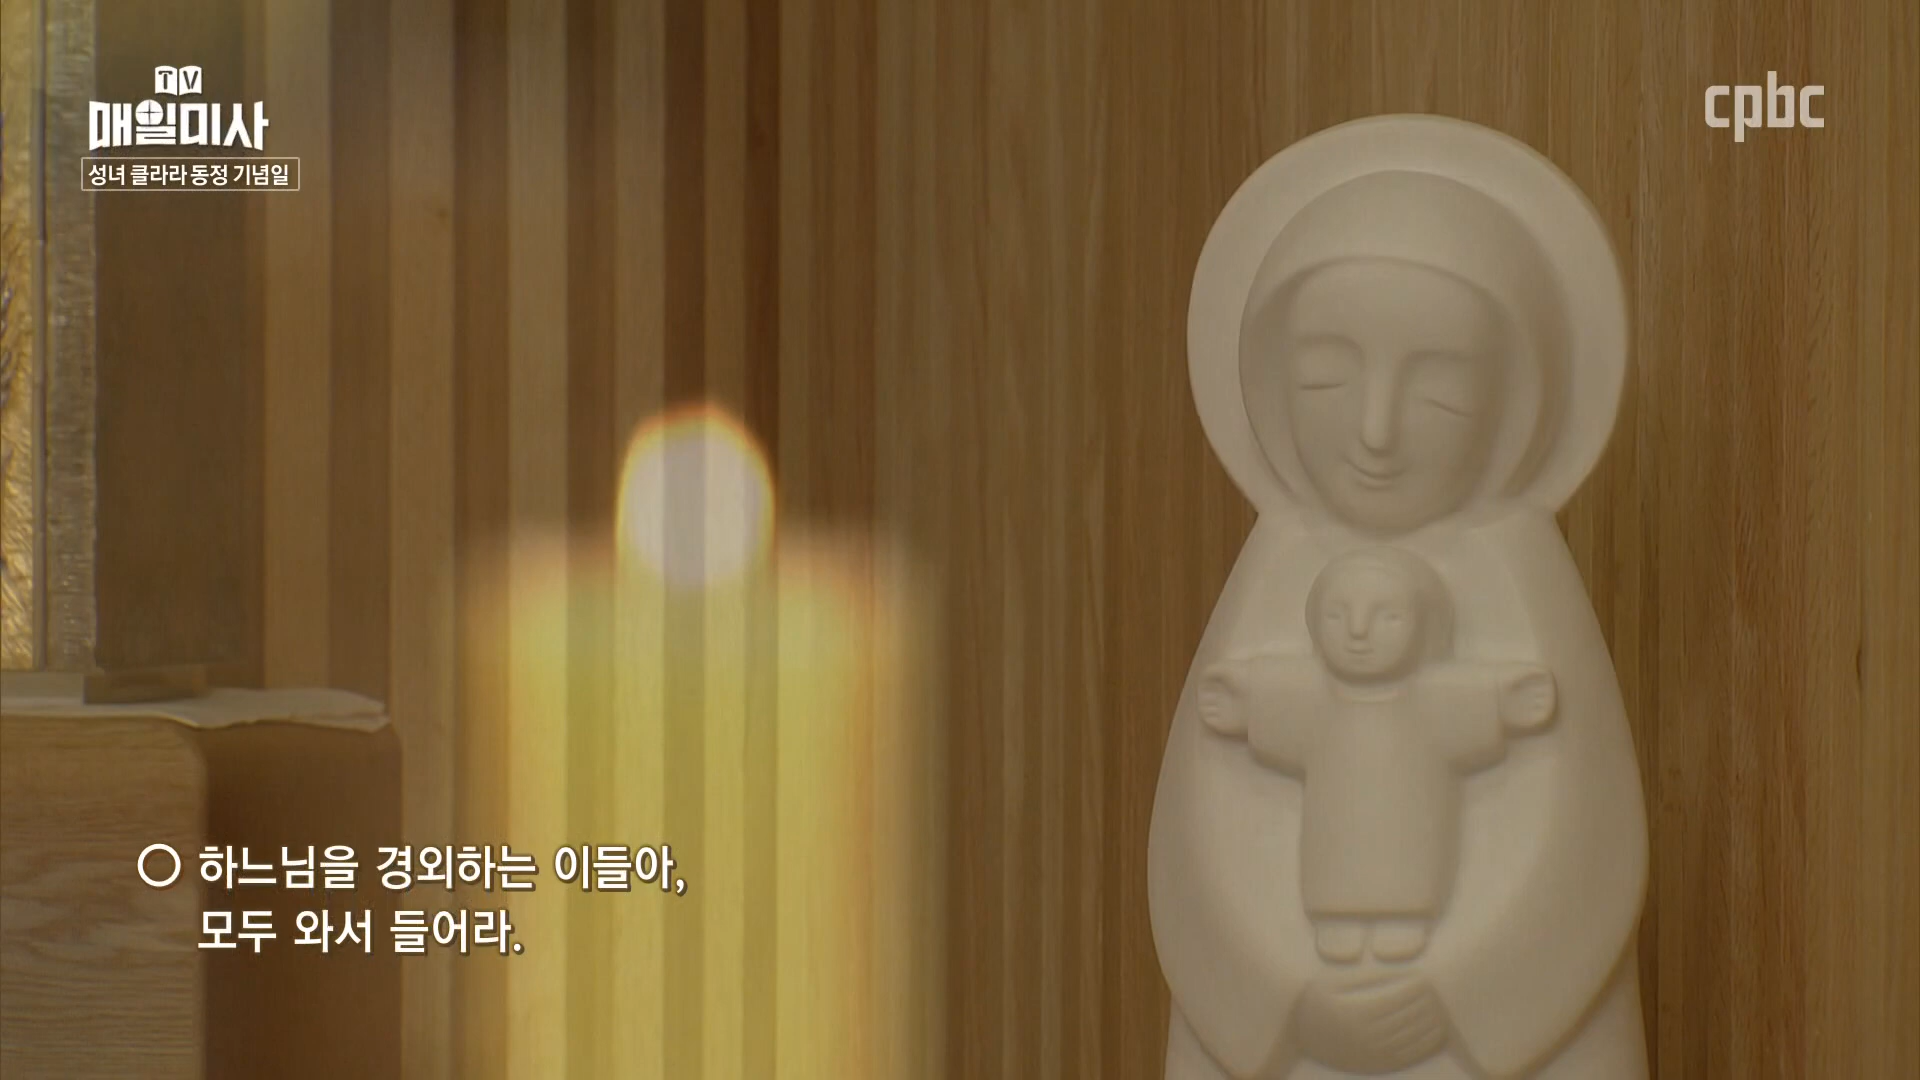 TV
매일미사
성녀 클라라 동정 기념일
cpbc
○ 하느님을 경외하는 이들아,
모두 와서 들어라.